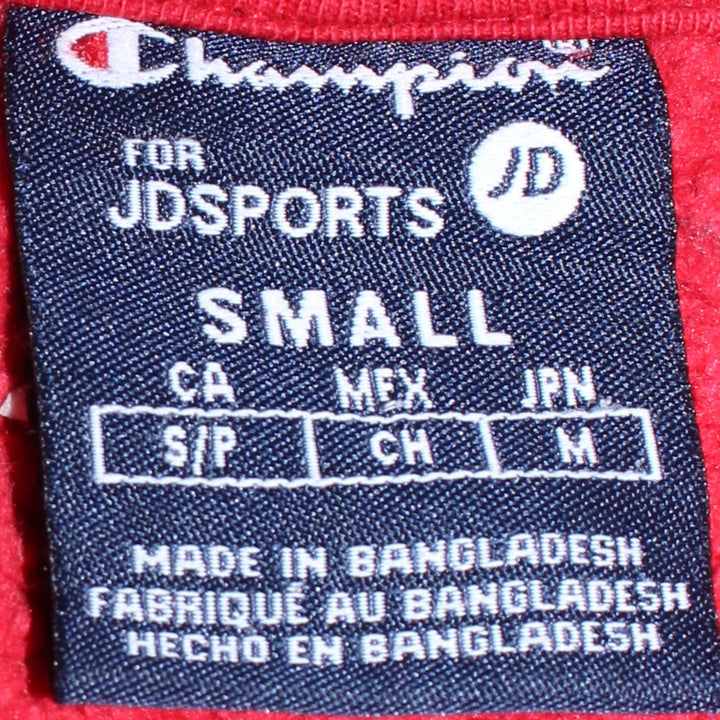 Champion
FOR
JDSPORTS JD
SMALL
CA MEX JPN
S/P CH M
MADE IN BANGLADESH
FABRIQUÉ AU BANGLADESH
HECHO EN BANGLADESH